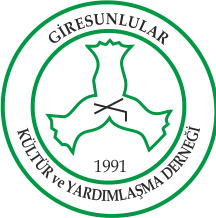 GİRESUNLULAR
1991
KÜLTÜR ve YARDIMLAŞMA DERNEĞİ